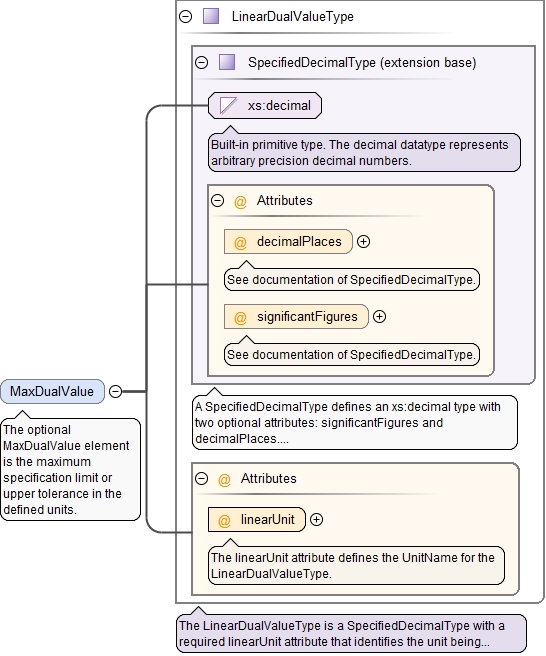 LinearDualValueType
SpecifiedDecimalType (extension base)
xs:decimal
Built-in primitive type. The decimal datatype represents
arbitrary precision decimal numbers.
@ Attributes
@ decimalPlaces
See documentation of SpecifiedDecimalType.
@ significantFigures
See documentation of SpecifiedDecimalType.
MaxDualValue
The optional
MaxDualValue element
is the maximum
specification limit or
upper tolerance in the
defined units.
A SpecifiedDecimalType defines an xs:decimal type with
two optional attributes: significantFigures and
decimalPlaces....
@ Attributes
@ linearUnit
The linearUnit attribute defines the UnitName for the
LinearDualValueType.
The LinearDualValueType is a SpecifiedDecimalType with a
required linearUnit attribute that identifies the unit being...